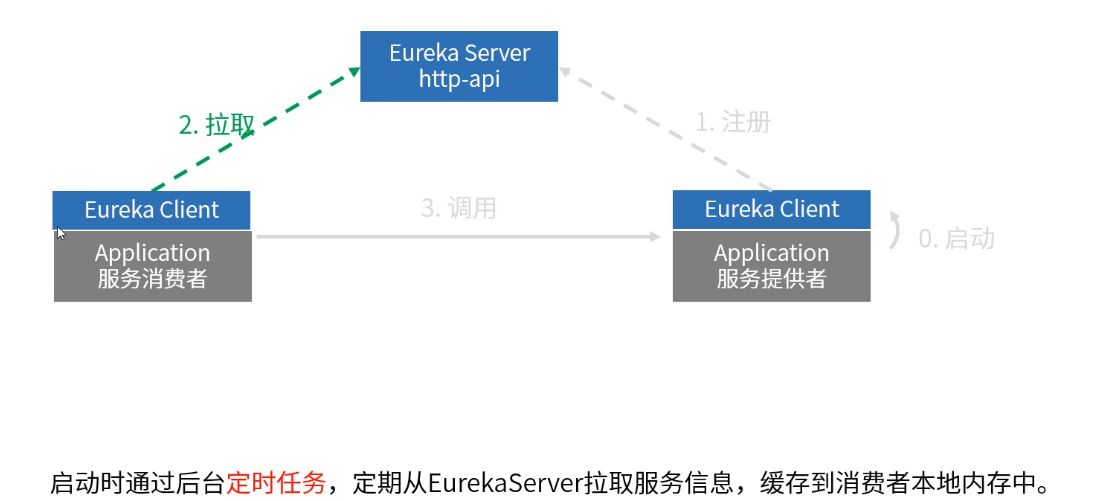 Eureka Server
http-api
2. 拉取
1. 注册
Eureka Client
Application
服务消费者
3. 调用
Eureka Client
Application
服务提供者
0. 启动
启动时通过后台定时任务，定期从EurekaServer拉取服务信息，缓存到消费者本地内存中。